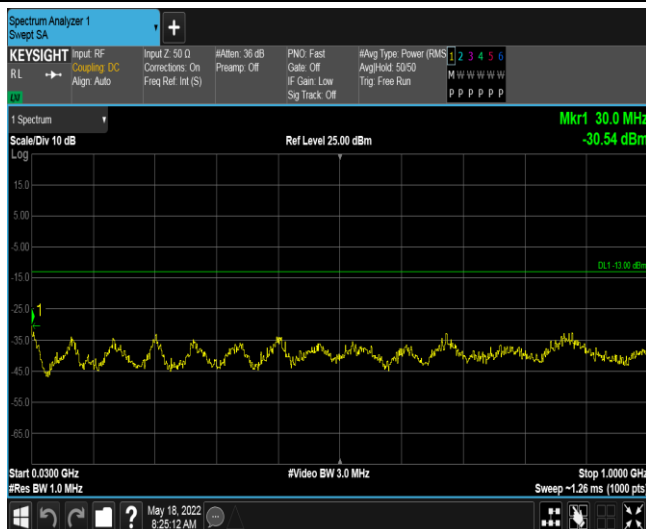 Spectrum Analyzer 1
Swept SA
+
KEYSIGHT
RL
LXI
Input: RF
Coupling: DC
Align: Auto
Input Z: 50 Ω
Corrections: On
Freq Ref: Int (S)
#Atten: 36 dB
Preamp: Off
PNO: Fast
Gate: Off
IF Gain: Low
Sig Track: Off
#Avg Type: Power (RMS
Avg|Hold: 50/50
Trig: Free Run
1 2 3 4 5 6
M W W W W W
P P P P P P
1 Spectrum
Scale/Div 10 dB
Ref Level 25.00 dBm
Mkr1 30.0 MHz
-30.54 dBm
Log
15.0
5.00
-5.00
-15.0
-25.0
-35.0
-45.0
-55.0
-65.0
DL1 -13.00 dBm
1
Start 0.0300 GHz
#Video BW 3.0 MHz
Stop 1.0000 GHz
#Res BW 1.0 MHz
Sweep ~1.26 ms (1000 pts)
?
May 18, 2022
8:25:12 AM